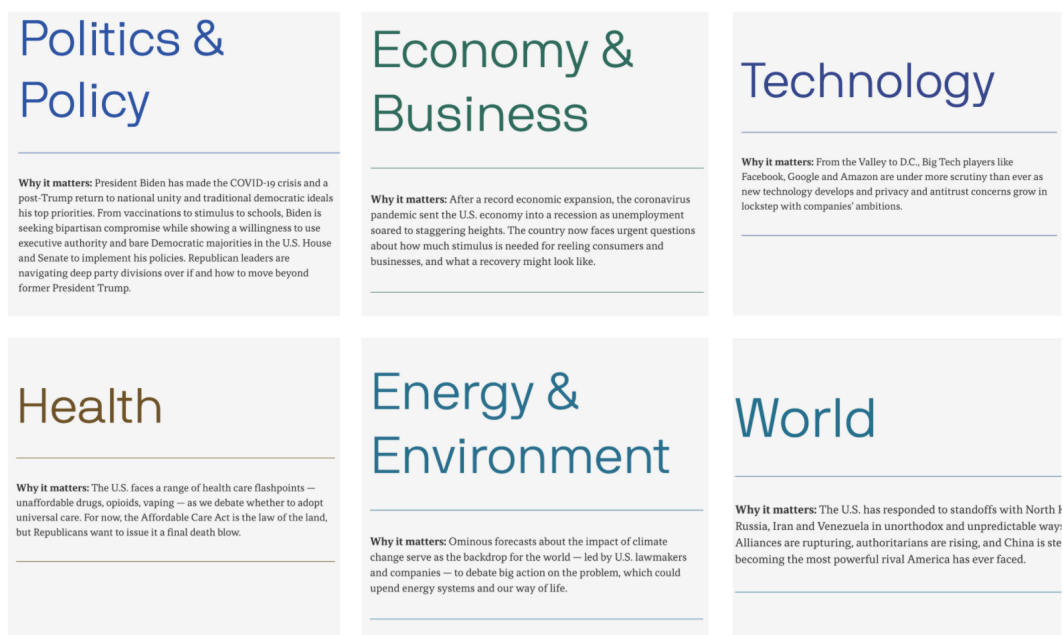 Politics &
Policy
Why it matters: President Biden has made the COVID-19 crisis and a
post-Trump return to national unity and traditional democratic ideals
his top priorities. From vaccinations to stimulus to schools, Biden is
seeking bipartisan compromise while showing a willingness to use
executive authority and bare Democratic majorities in the U.S. House
and Senate to implement his policies. Republican leaders are
navigating deep party divisions over if and how to move beyond
former President Trump.
Economy &
Business
Why it matters: After a record economic expansion, the coronavirus
pandemic sent the U.S. economy into a recession as unemployment
soared to staggering heights. The country now faces urgent questions
about how much stimulus is needed for reeling consumers and
businesses, and what a recovery might look like.
Technology
Why it matters: From the Valley to D.C., Big Tech players like
Facebook, Google and Amazon are under more scrutiny than ever as
new technology develops and privacy and antitrust concerns grow in
lockstep with companies' ambitions.
Health
Why it matters: The U.S. faces a range of health care flashpoints —
unaffordable drugs, opioids, vaping — as we debate whether to adopt
universal care. For now, the Affordable Care Act is the law of the land,
but Republicans want to issue it a final death blow.
Energy &
Environment
Why it matters: Ominous forecasts about the impact of climate
change serve as the backdrop for the world — led by U.S. lawmakers
and companies — to debate big action on the problem, which could
upend energy systems and our way of life.
World
Why it matters: The U.S. has responded to standoffs with North
Russia, Iran and Venezuela in unorthodox and unpredictable ways
Alliances are rupturing, authoritarians are rising, and China is
becoming the most powerful rival America has ever faced.